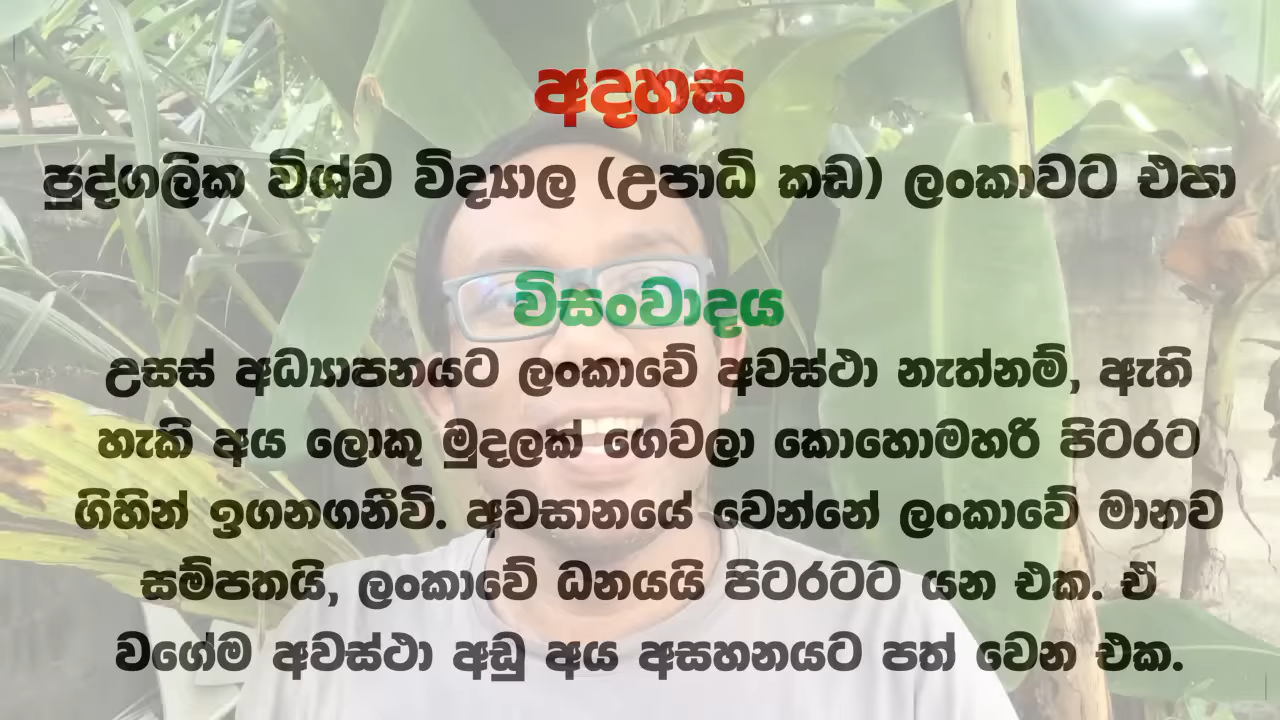 අදහස
පුද්ගලික විශ්ව විද්‍යාල (උපාධි කඩ) ලංකාවට එපා
විසංවාදය
උසස් අධ්‍යාපනයට ලංකාවේ අවස්ථා නැත්නම්, ඇති
හැකි අය ලොකු මුදලක් ගෙවලා කොහොමහරි පිටරට
ගිහින් ඉගනගනීවි. අවසානයේ වෙන්නේ ලංකාවේ මානව
සම්පතයි, ලංකාවේ ධනයයි පිටරටට යන එක. ඒ
වගේම අවස්ථා අඩු අය අසහනයට පත් වෙන එක.